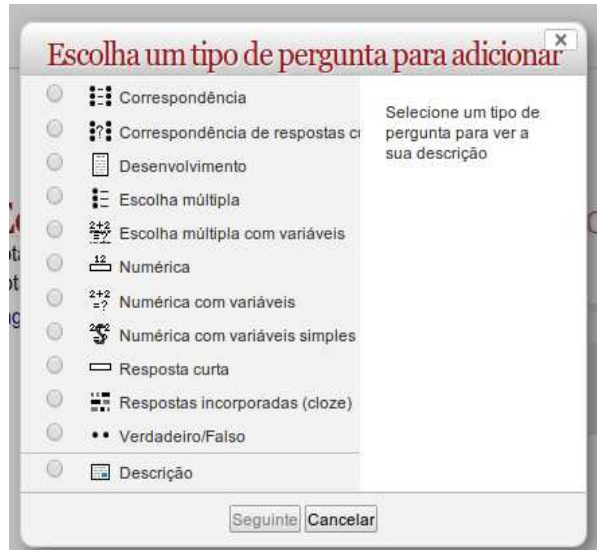 Escolha um tipo de pergunta para adicionar
Correspondência
Correspondência de respostas
Desenvolvimento
Escolha múltipla
Escolha múltipla com variáveis
Numérica
Numérica com variáveis
Numérica com variáveis simples
Resposta curta
Respostas incorporadas (cloze)
Verdadeiro/Falso
Descrição
Selecione um tipo de
pergunta para ver a
sua descrição
Seguinte Cancelar